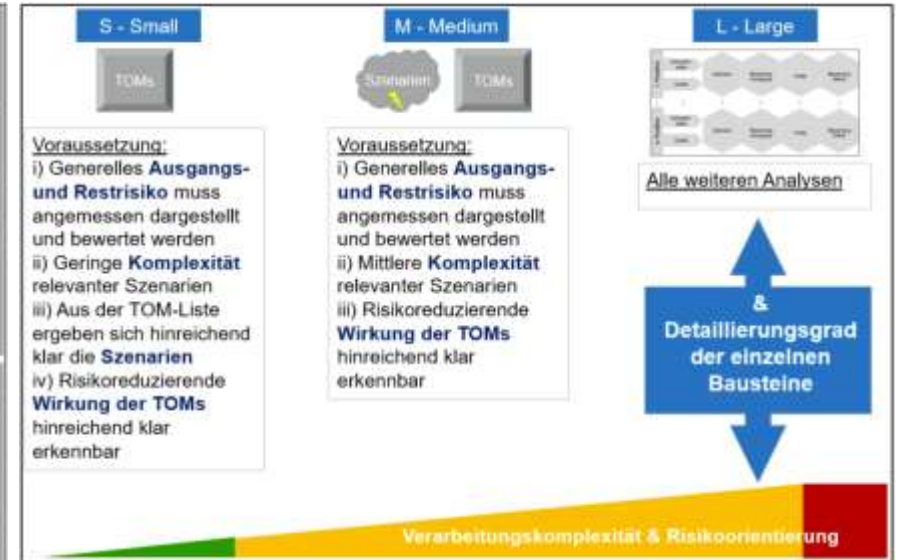 S - Small
TOMs
Voraussetzung:
i) Generelles Ausgangs-
und Restrisiko muss
angemessen dargestellt
und bewertet werden
ii) Geringe Komplexität
relevanter Szenarien
iii) Aus der TOM-Liste
ergeben sich hinreichend
klar die Szenarien
iv) Risikoreduzierende
Wirkung der TOMs
hinreichend klar
erkennbar
M - Medium
Szenarien
TOMs
Voraussetzung:
i) Generelles Ausgangs-
und Restrisiko muss
angemessen dargestellt
und bewertet werden
ii) Mittlere Komplexität
relevanter Szenarien
iii) Risikoreduzierende
Wirkung der TOMs
hinreichend klar
erkennbar
L - Large
Alle weiteren Analysen
&
Detaillierungsgrad
der einzelnen
Bausteine
Verarbeitungskomplexität & Risikoorientierung